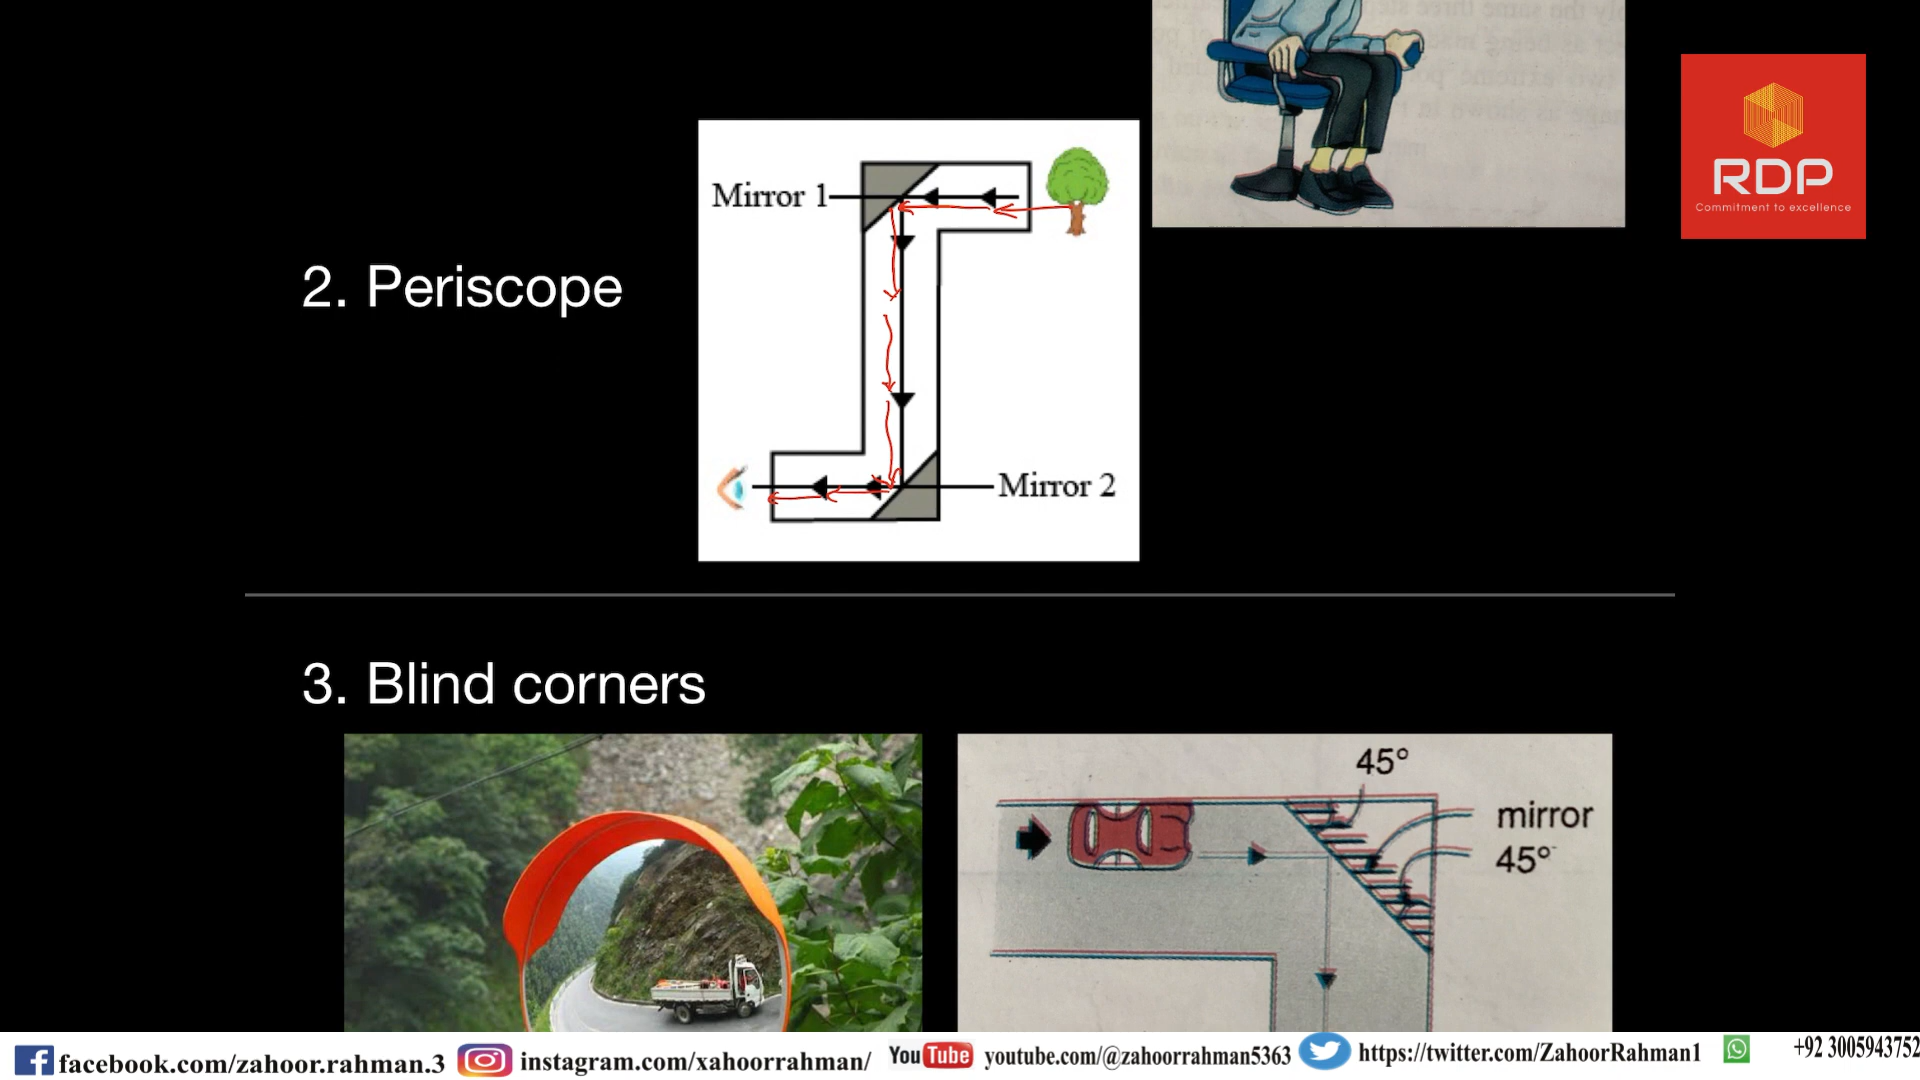 RDP
Commitment to excellence
Mirror 1
2. Periscope
Mirror 2
3. Blind corners
45°
mirror
45°
facebook.com/zahoor.rahman.3
instagram.com/xahoorrahman/
YouTube youtube.com/@zahoorrahman5363
https://twitter.com/ZahoorRahman1
+92 3005943752